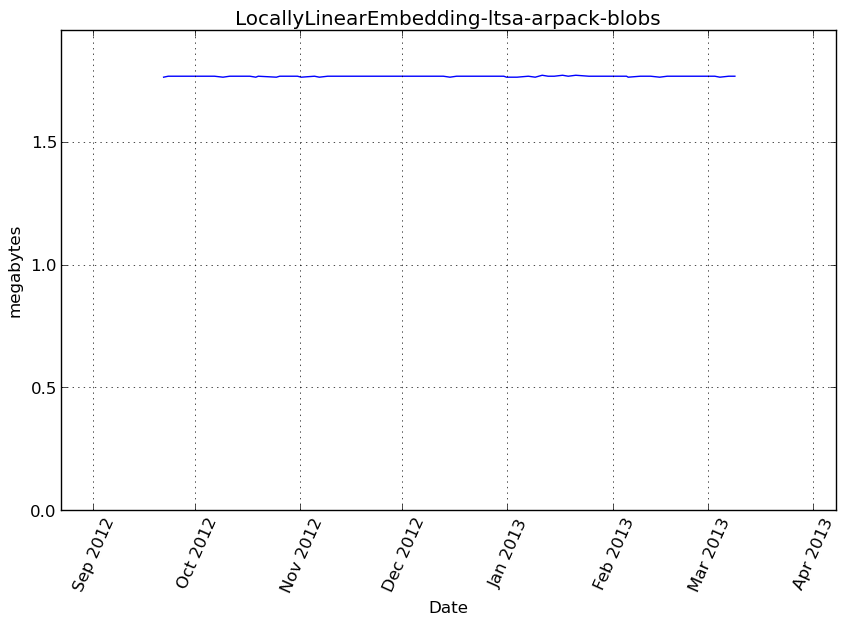 LocallyLinearEmbedding-ltsa-arpack-blobs
megabytes
1.5
1.0
0.5
0.0
Sep 2012
Oct 2012
Nov 2012
Dec 2012
Jan 2013
Feb 2013
Mar 2013
Apr 2013
Date